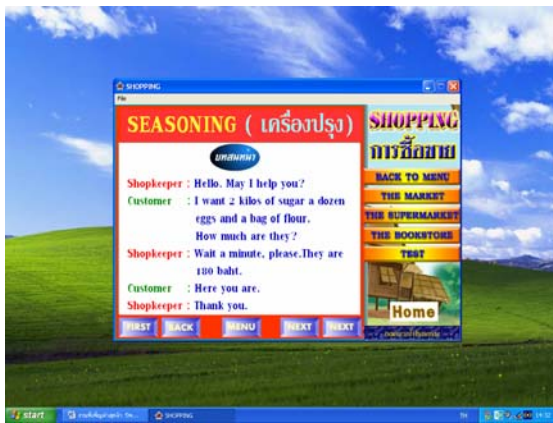 SHOPPING
File
SEASONING ( เครื่องปรุง )
บทสนทนา
Shopkeeper : Hello. May I help you?
Customer : I want 2 kilos of sugar a dozen
eggs and a bag of flour.
How much are they?
Shopkeeper : Wait a minute, please.They are
180 baht.
Customer : Here you are.
Shopkeeper : Thank you.
FIRST BACK MENU NEXT NEXT
SHOPPING
การซื้อขาย
BACK TO MENU
THE MARKET
THE SUPERMARKET
THE BOOKSTORE
TEST
Home
start
SHOPPING